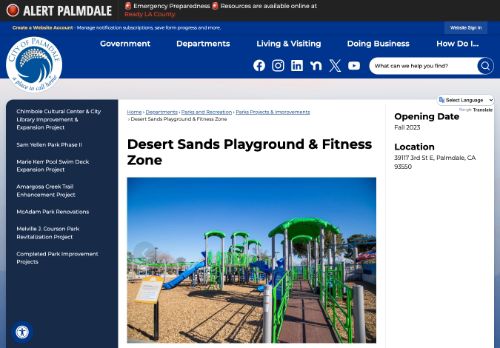 ALERT PALMDALE
🚨 Emergency Preparedness 🚨 Resources are available online at
Ready LA County.
Create a Website Account - Manage notification subscriptions, save form progress and more.
Website Sign In
CITY OF PALMDALE
a place to call home
Government
Departments
Living & Visiting
Doing Business
How Do I...
What can we help you find?
Select Language
Google Translate
Chimbole Cultural Center & City
Library Improvement &
Expansion Project
Sam Yellen Park Phase II
Marie Kerr Pool Swim Deck
Expansion Project
Amargosa Creek Trail
Enhancement Project
McAdam Park Renovations
Melville J. Courson Park
Revitalization Project
Completed Park Improvement
Projects
Home › Departments › Parks and Recreation › Parks Projects & Improvements
› Desert Sands Playground & Fitness Zone
Desert Sands Playground & Fitness
Zone
Opening Date
Fall 2023
Location
39117 3rd St E, Palmdale, CA
93550